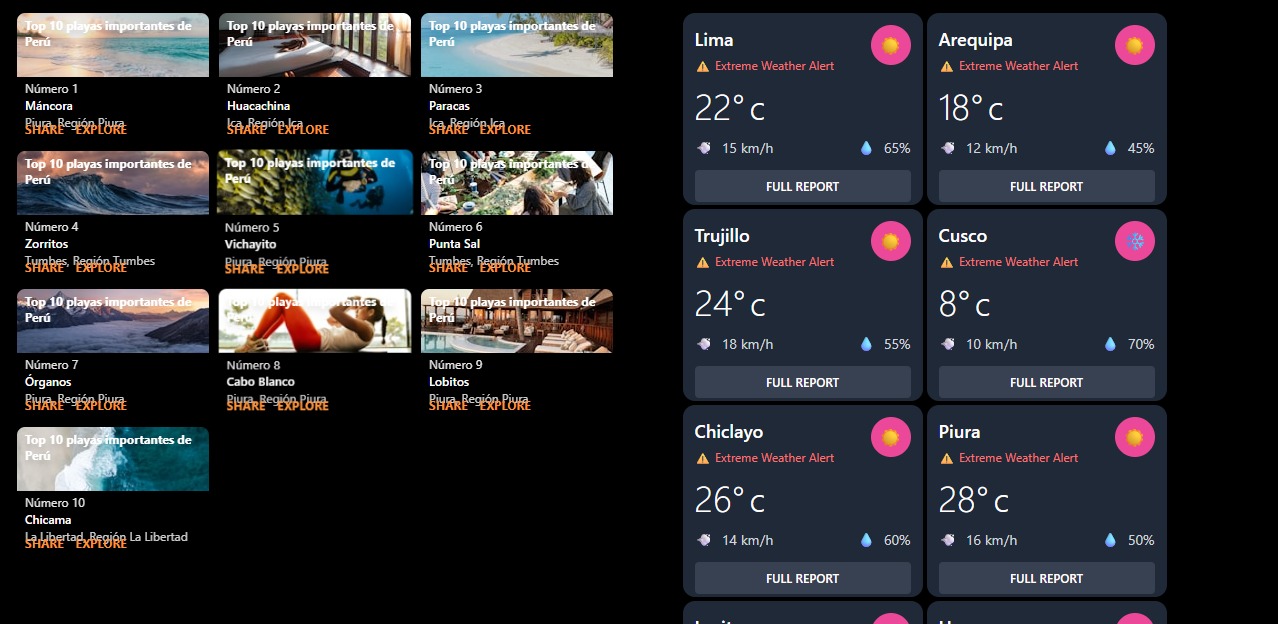 Top 10 playas importantes de
Perú
Número 1
Máncora
Piura, Región Piura
SHARE EXPLORE
Top 10 playas importantes de
Perú
Número 2
Huacachina
Ica, Región Ica
SHARE EXPLORE
Top 10 playas importantes de
Perú
Número 3
Paracas
Ica, Región Ica
SHARE EXPLORE
Top 10 playas importantes de
Perú
Número 4
Zorritos
Tumbes, Región Tumbes
SHARE EXPLORE
Top 10 playas importantes de
Perú
Número 5
Vichayito
Piura, Región Piura
SHARE EXPLORE
Top 10 playas importantes de
Perú
Número 6
Punta Sal
Tumbes, Región Tumbes
SHARE EXPLORE
Top 10 playas importantes de
Perú
Número 7
Órganos
Piura, Región Piura
SHARE EXPLORE
Top 10 playas importantes de
Perú
Número 8
Cabo Blanco
Piura, Región Piura
SHARE EXPLORE
Top 10 playas importantes de
Perú
Número 9
Lobitos
Piura, Región Piura
SHARE EXPLORE
Top 10 playas importantes de
Perú
Número 10
Chicama
La Libertad, Región La Libertad
SHARE EXPLORE
Lima
Extreme Weather Alert
22° c
15 km/h 65%
FULL REPORT
Arequipa
Extreme Weather Alert
18° c
12 km/h 45%
FULL REPORT
Trujillo
Extreme Weather Alert
24° c
18 km/h 55%
FULL REPORT
Cusco
Extreme Weather Alert
8° c
10 km/h 70%
FULL REPORT
Chiclayo
Extreme Weather Alert
26° c
14 km/h 60%
FULL REPORT
Piura
Extreme Weather Alert
28° c
16 km/h 50%
FULL REPORT